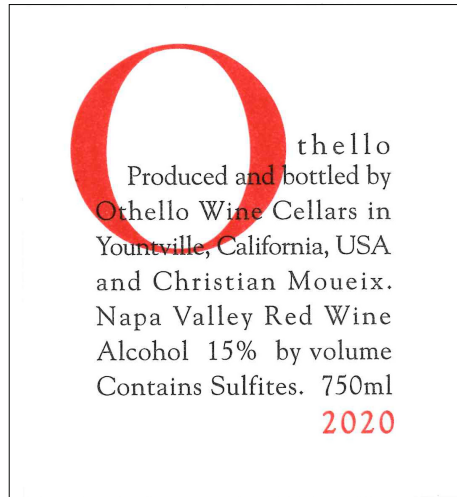 Othello
Produced and bottled by
Othello Wine Cellars in
Yountville, California, USA
and Christian Moueix.
Napa Valley Red Wine
Alcohol 15% by volume
Contains Sulfites. 750ml
2020